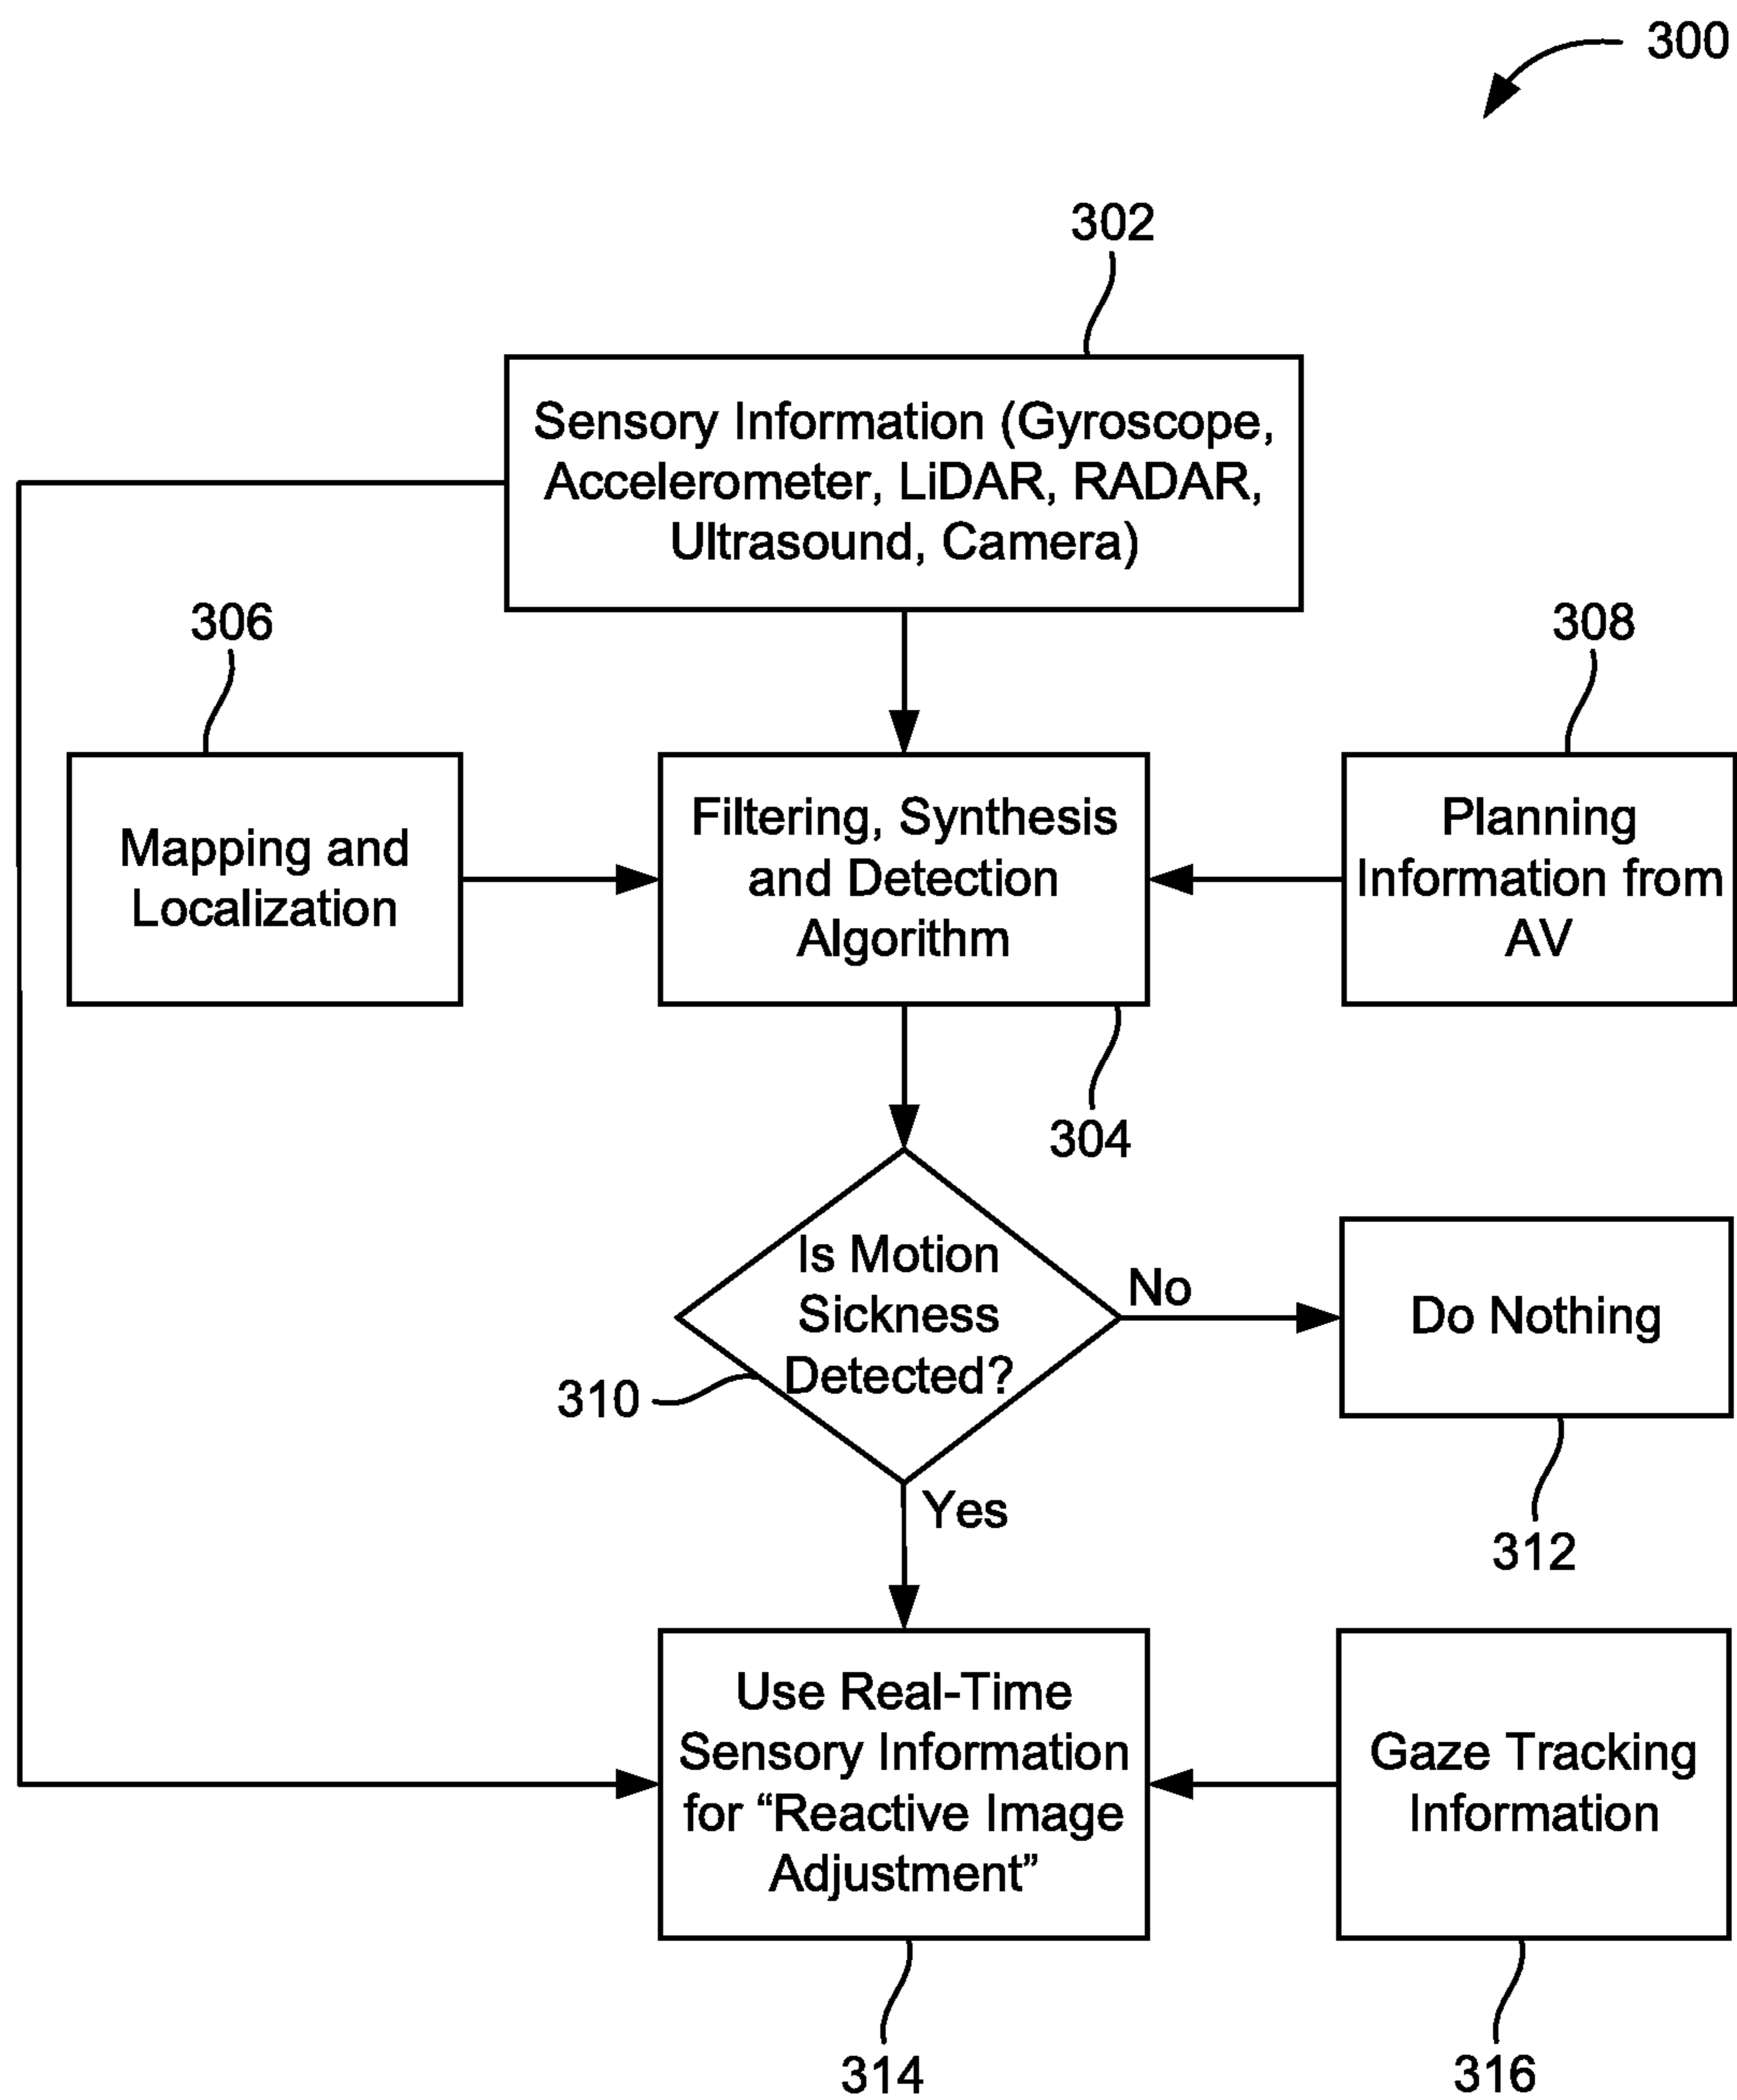 300
302
Sensory Information (Gyroscope,
Accelerometer, LiDAR, RADAR,
Ultrasound, Camera)
306
308
Mapping and
Localization
Filtering, Synthesis
and Detection
Algorithm
Planning
Information from
AV
304
Is Motion
Sickness
Detected?
No
Do Nothing
310
Yes
312
Use Real-Time
Sensory Information
for “Reactive Image
Adjustment”
Gaze Tracking
Information
314
316